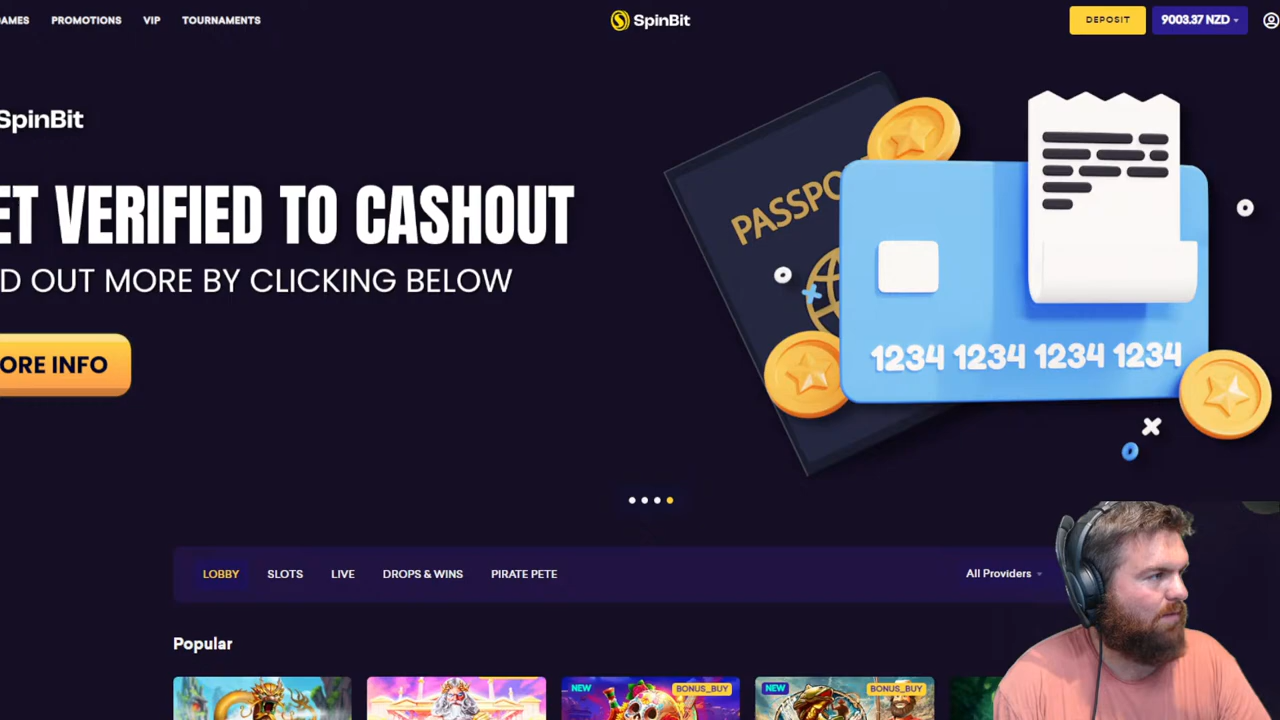 GAMES PROMOTIONS VIP TOURNAMENTS SpinBit DEPOSIT 9003.37 NZD
SpinBit
ET VERIFIED TO CASHOUT
D OUT MORE BY CLICKING BELOW
ORE INFO
PASSPO
1234 1234 1234 1234
LOBBY SLOTS LIVE DROPS & WINS PIRATE PETE All Providers
Popular
NEW BONUS_BUY NEW BONUS_BUY